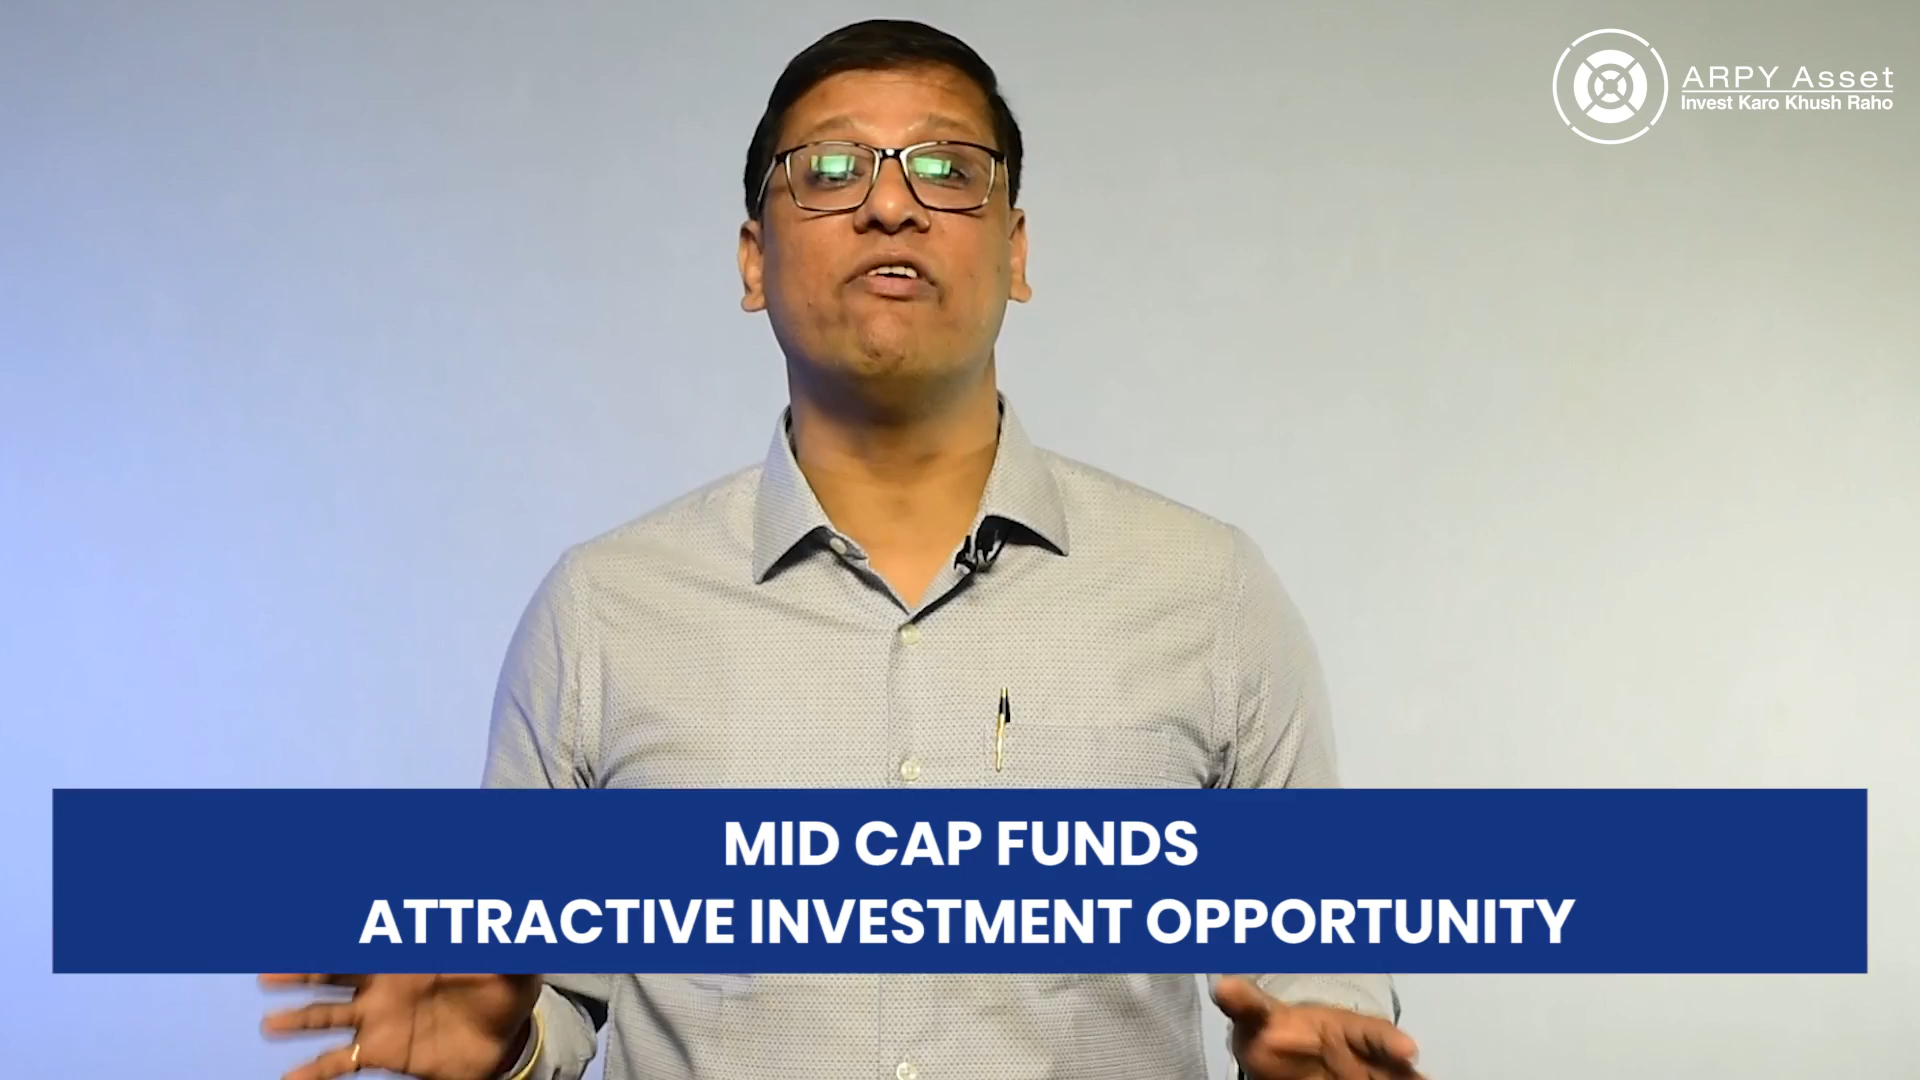 ARPY Asset
Invest Karo Khush Raho
MID CAP FUNDS
ATTRACTIVE INVESTMENT OPPORTUNITY